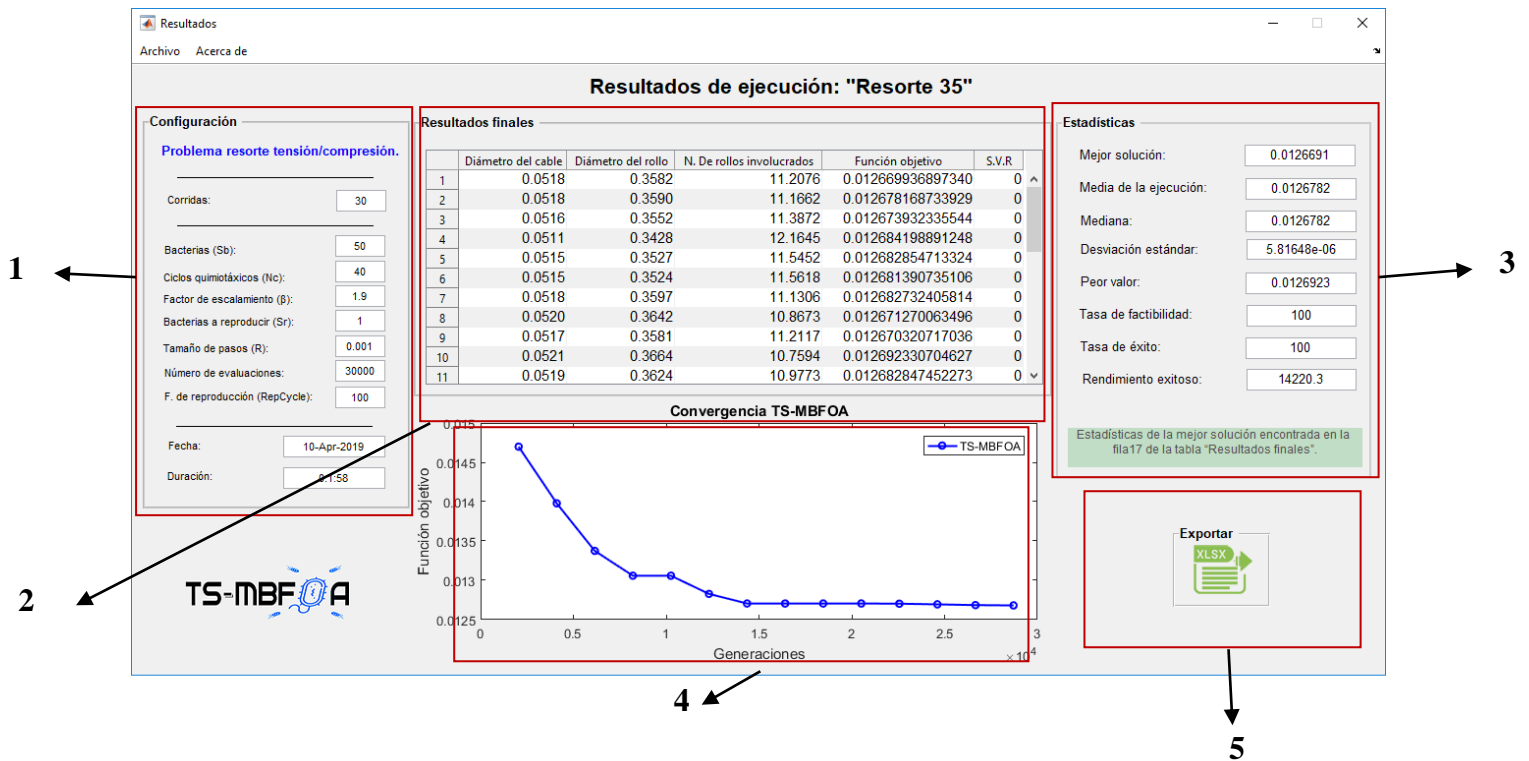 Resultados
Archivo Acerca de
Resultados de ejecución: "Resorte 35"
Configuración
Problema resorte tensión/compresión.
Corridas: 30
Bacterias (Sb): 50
Ciclos quimiotáxicos (Nc): 40
Factor de escalamiento (β): 1.9
Bacterias a reproducir (Sr): 1
Tamaño de pasos (R): 0.001
Número de evaluaciones: 30000
F. de reproducción (RepCycle): 100
Fecha: 10-Apr-2019
Duración: 0:1:58
TS-MBFOA
1
2
Resultados finales
Diámetro del cable Diámetro del rollo N. De rollos involucrados Función objetivo S.V.R
1 0.0518 0.3582 11.2076 0.012669936897340 0
2 0.0518 0.3590 11.1662 0.012678168733929 0
3 0.0516 0.3552 11.3872 0.012673932335544 0
4 0.0511 0.3428 12.1645 0.012684198891248 0
5 0.0515 0.3527 11.5452 0.012682854713324 0
6 0.0515 0.3524 11.5618 0.012681390735106 0
7 0.0518 0.3597 11.1306 0.012682732405814 0
8 0.0520 0.3642 10.8673 0.012671270063496 0
9 0.0517 0.3581 11.2117 0.012670320717036 0
10 0.0521 0.3664 10.7594 0.012692330704627 0
11 0.0519 0.3624 10.9773 0.012682847452273 0
Convergencia TS-MBFOA
TS-MBFOA
Función objetivo
0.015
0.0145
0.014
0.0135
0.013
0.0125
0 0.5 1 1.5 2 2.5 3
Generaciones
×10^4
4
Estadísticas
Mejor solución: 0.0126691
Media de la ejecución: 0.0126782
Mediana: 0.0126782
Desviación estándar: 5.81648e-06
Peor valor: 0.0126923
Tasa de factibilidad: 100
Tasa de éxito: 100
Rendimiento exitoso: 14220.3
Estadísticas de la mejor solución encontrada en la
fila17 de la tabla "Resultados finales".
3
Exportar
XLSX
5